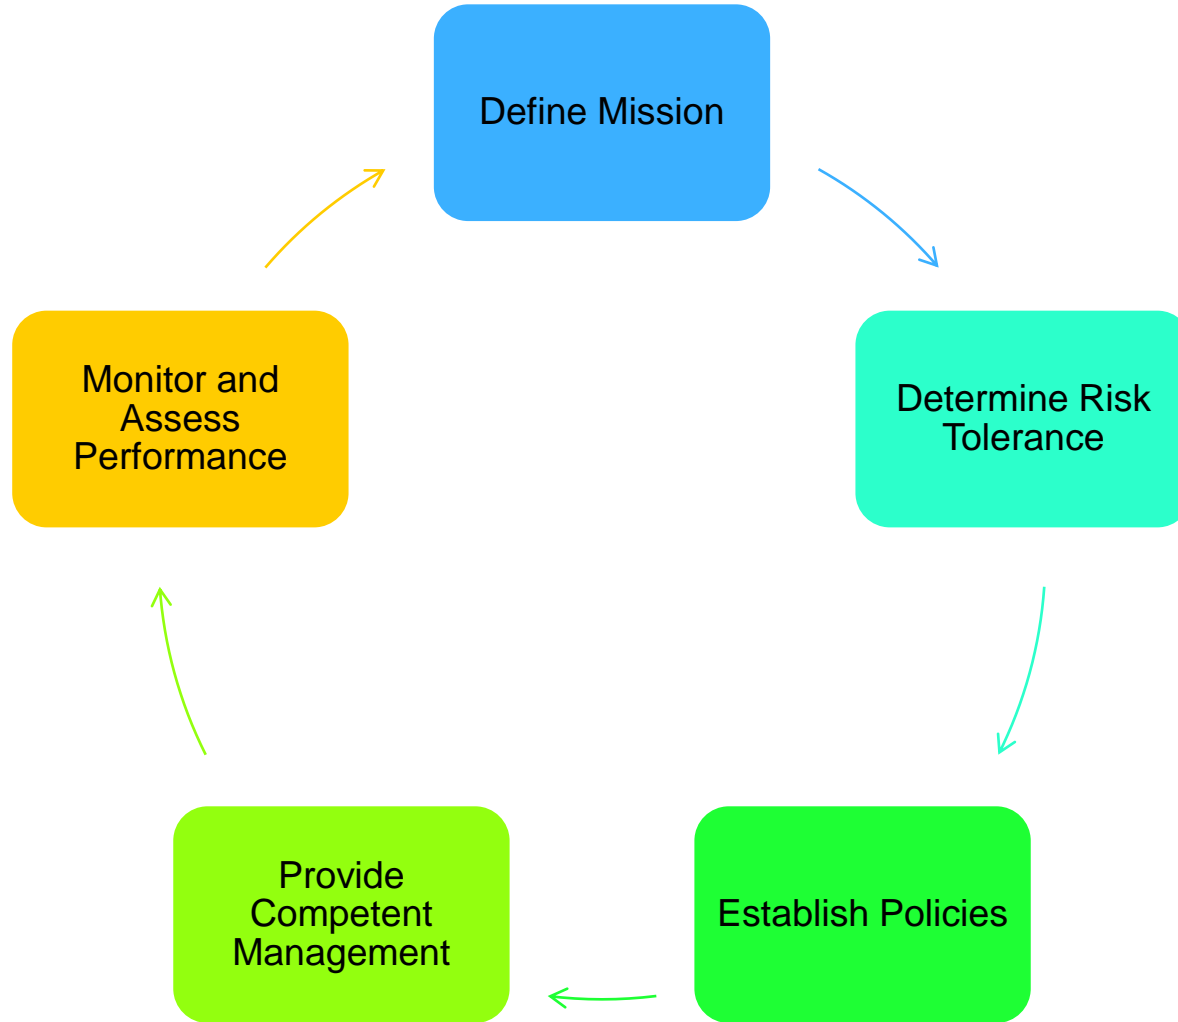 Define Mission
Determine Risk
Tolerance
Establish Policies
Provide
Competent
Management
Monitor and
Assess
Performance